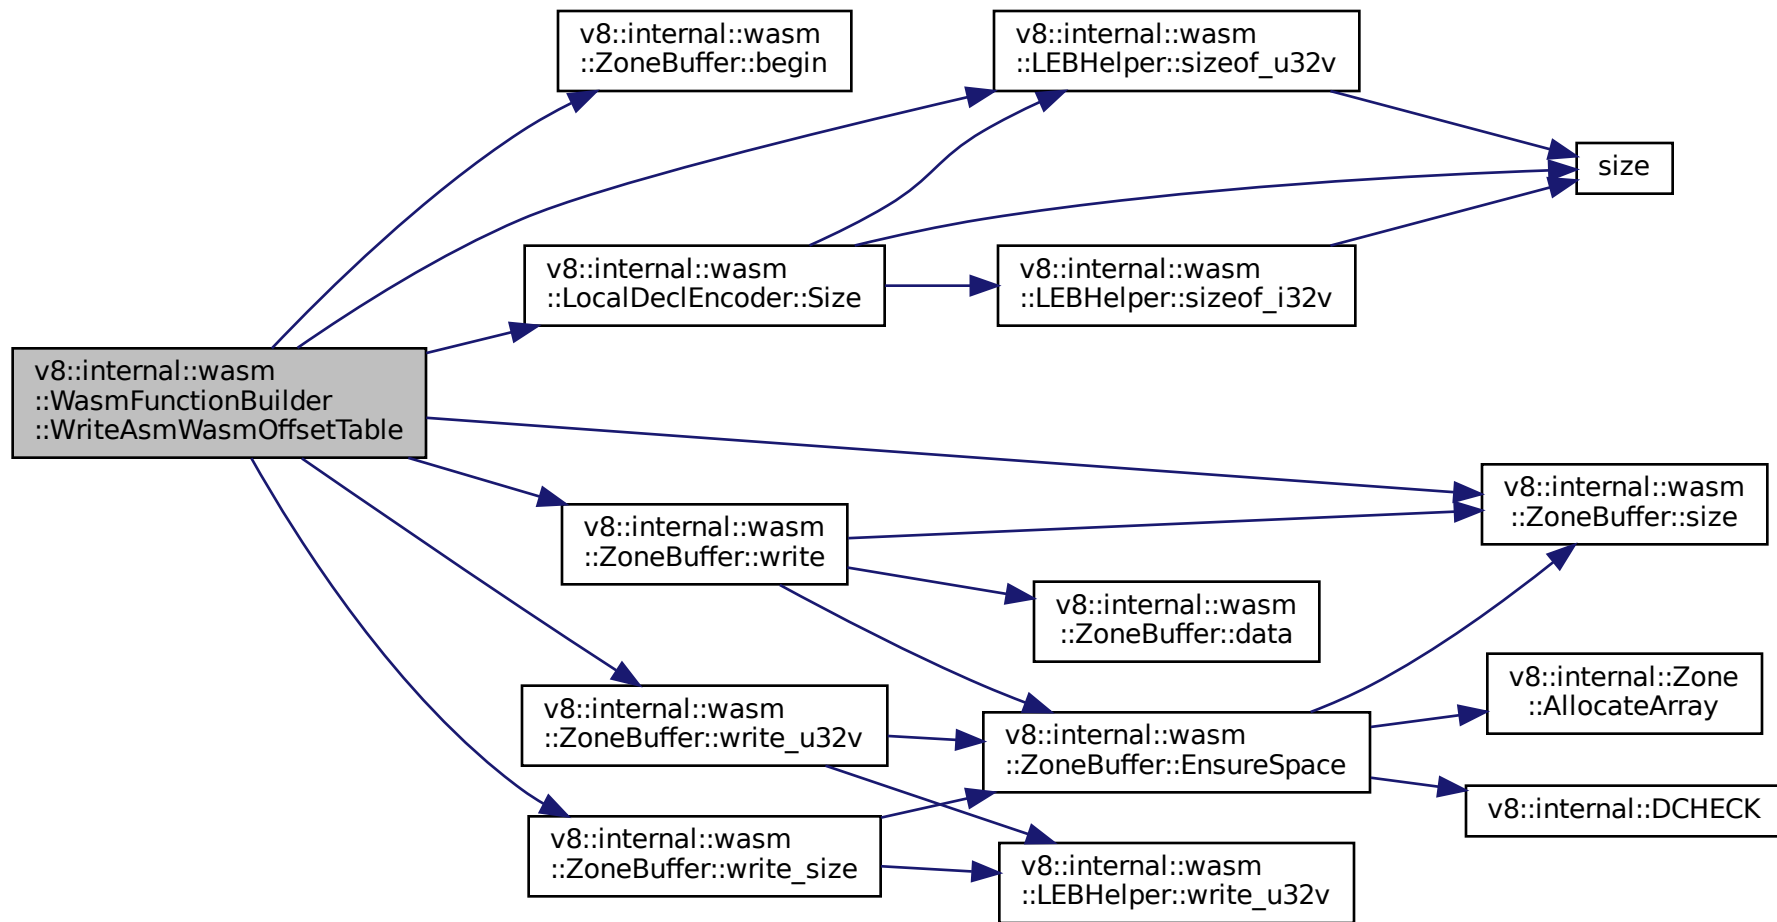 v8::internal::wasm
::ZoneBuffer::begin
v8::internal::wasm
::LEBHelper::sizeof_u32v
size
v8::internal::wasm
::LocalDeclEncoder::Size
v8::internal::wasm
::LEBHelper::sizeof_i32v
v8::internal::wasm
::WasmFunctionBuilder
::WriteAsmWasmOffsetTable
v8::internal::wasm
::ZoneBuffer::size
v8::internal::wasm
::ZoneBuffer::write
v8::internal::wasm
::ZoneBuffer::data
v8::internal::Zone
::AllocateArray
v8::internal::wasm
::ZoneBuffer::write_u32v
v8::internal::wasm
::ZoneBuffer::EnsureSpace
v8::internal::DCHECK
v8::internal::wasm
::ZoneBuffer::write_size
v8::internal::wasm
::LEBHelper::write_u32v